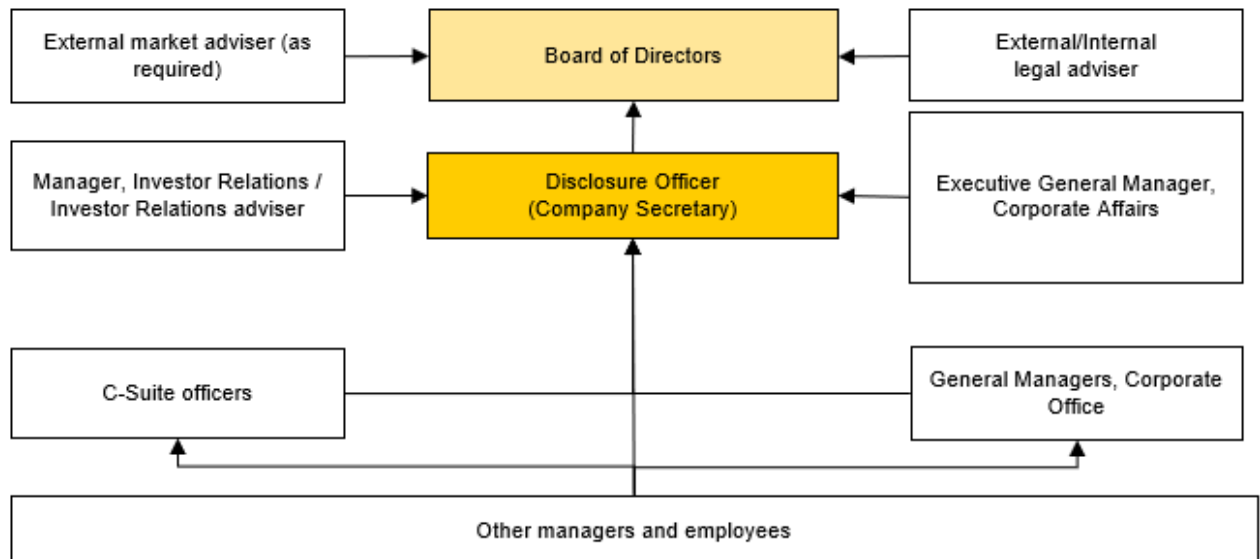 External market adviser (as
required)
Board of Directors
External/Internal
legal adviser
Manager, Investor Relations /
Investor Relations adviser
Disclosure Officer
(Company Secretary)
Executive General Manager,
Corporate Affairs
C-Suite officers
General Managers, Corporate
Office
Other managers and employees